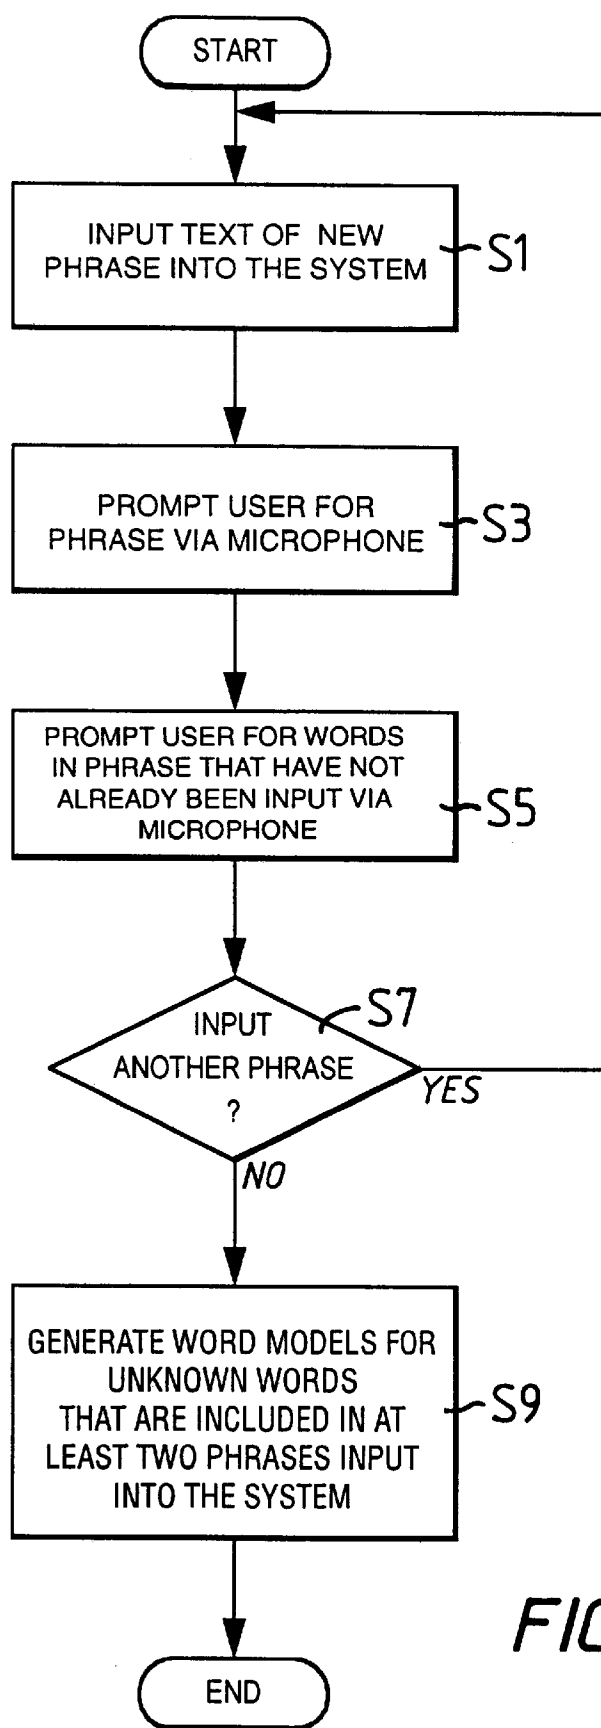 START
INPUT TEXT OF NEW
PHRASE INTO THE SYSTEM
S1
PROMPT USER FOR
PHRASE VIA MICROPHONE
S3
PROMPT USER FOR WORDS
IN PHRASE THAT HAVE NOT
ALREADY BEEN INPUT VIA
MICROPHONE
S5
INPUT
ANOTHER PHRASE
?
S7
YES
NO
GENERATE WORD MODELS FOR
UNKNOWN WORDS
THAT ARE INCLUDED IN AT
LEAST TWO PHRASES INPUT
INTO THE SYSTEM
S9
END